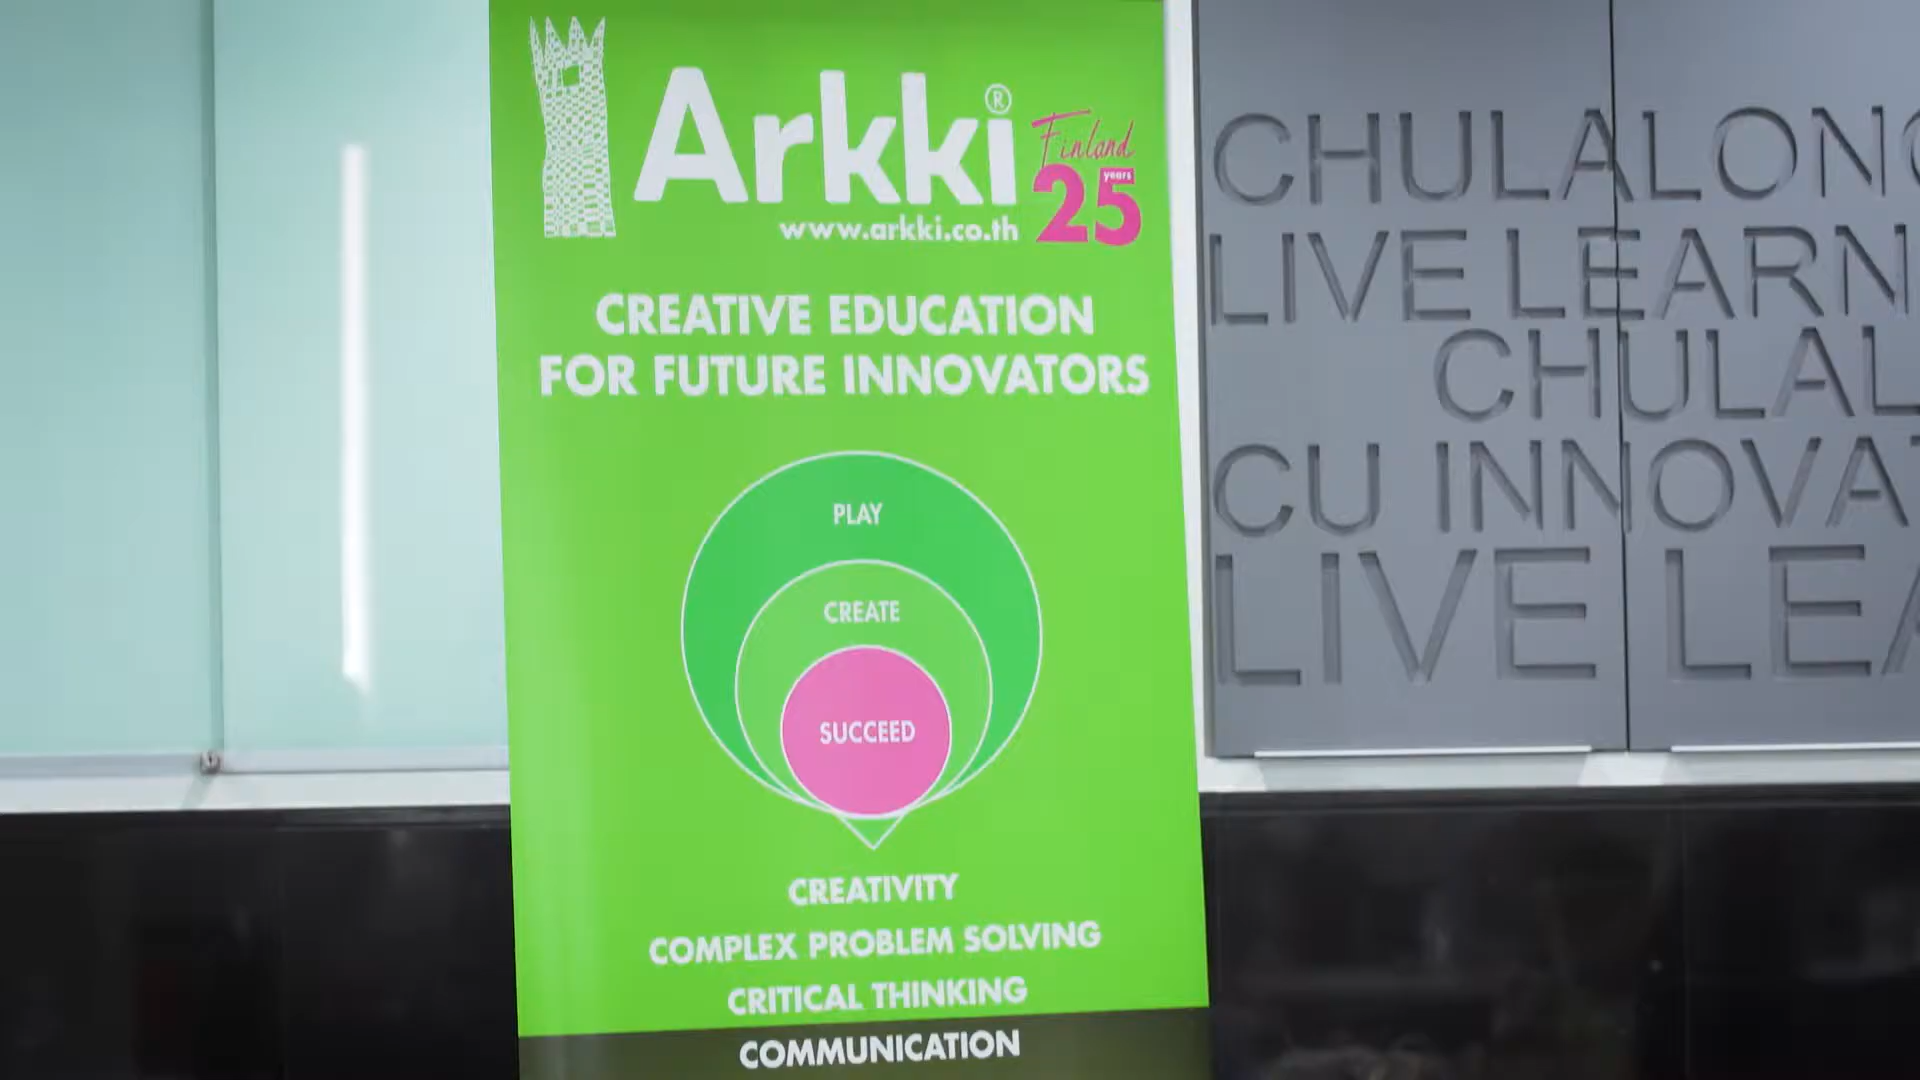 Arkki®
Finland
25 years
www.arkki.co.th
CREATIVE EDUCATION
FOR FUTURE INNOVATORS
PLAY
CREATE
SUCCEED
CREATIVITY
COMPLEX PROBLEM SOLVING
CRITICAL THINKING
COMMUNICATION
CHULALONG
LIVE LEARN
CHULAL
CU INNOVAT
LIVE LEA